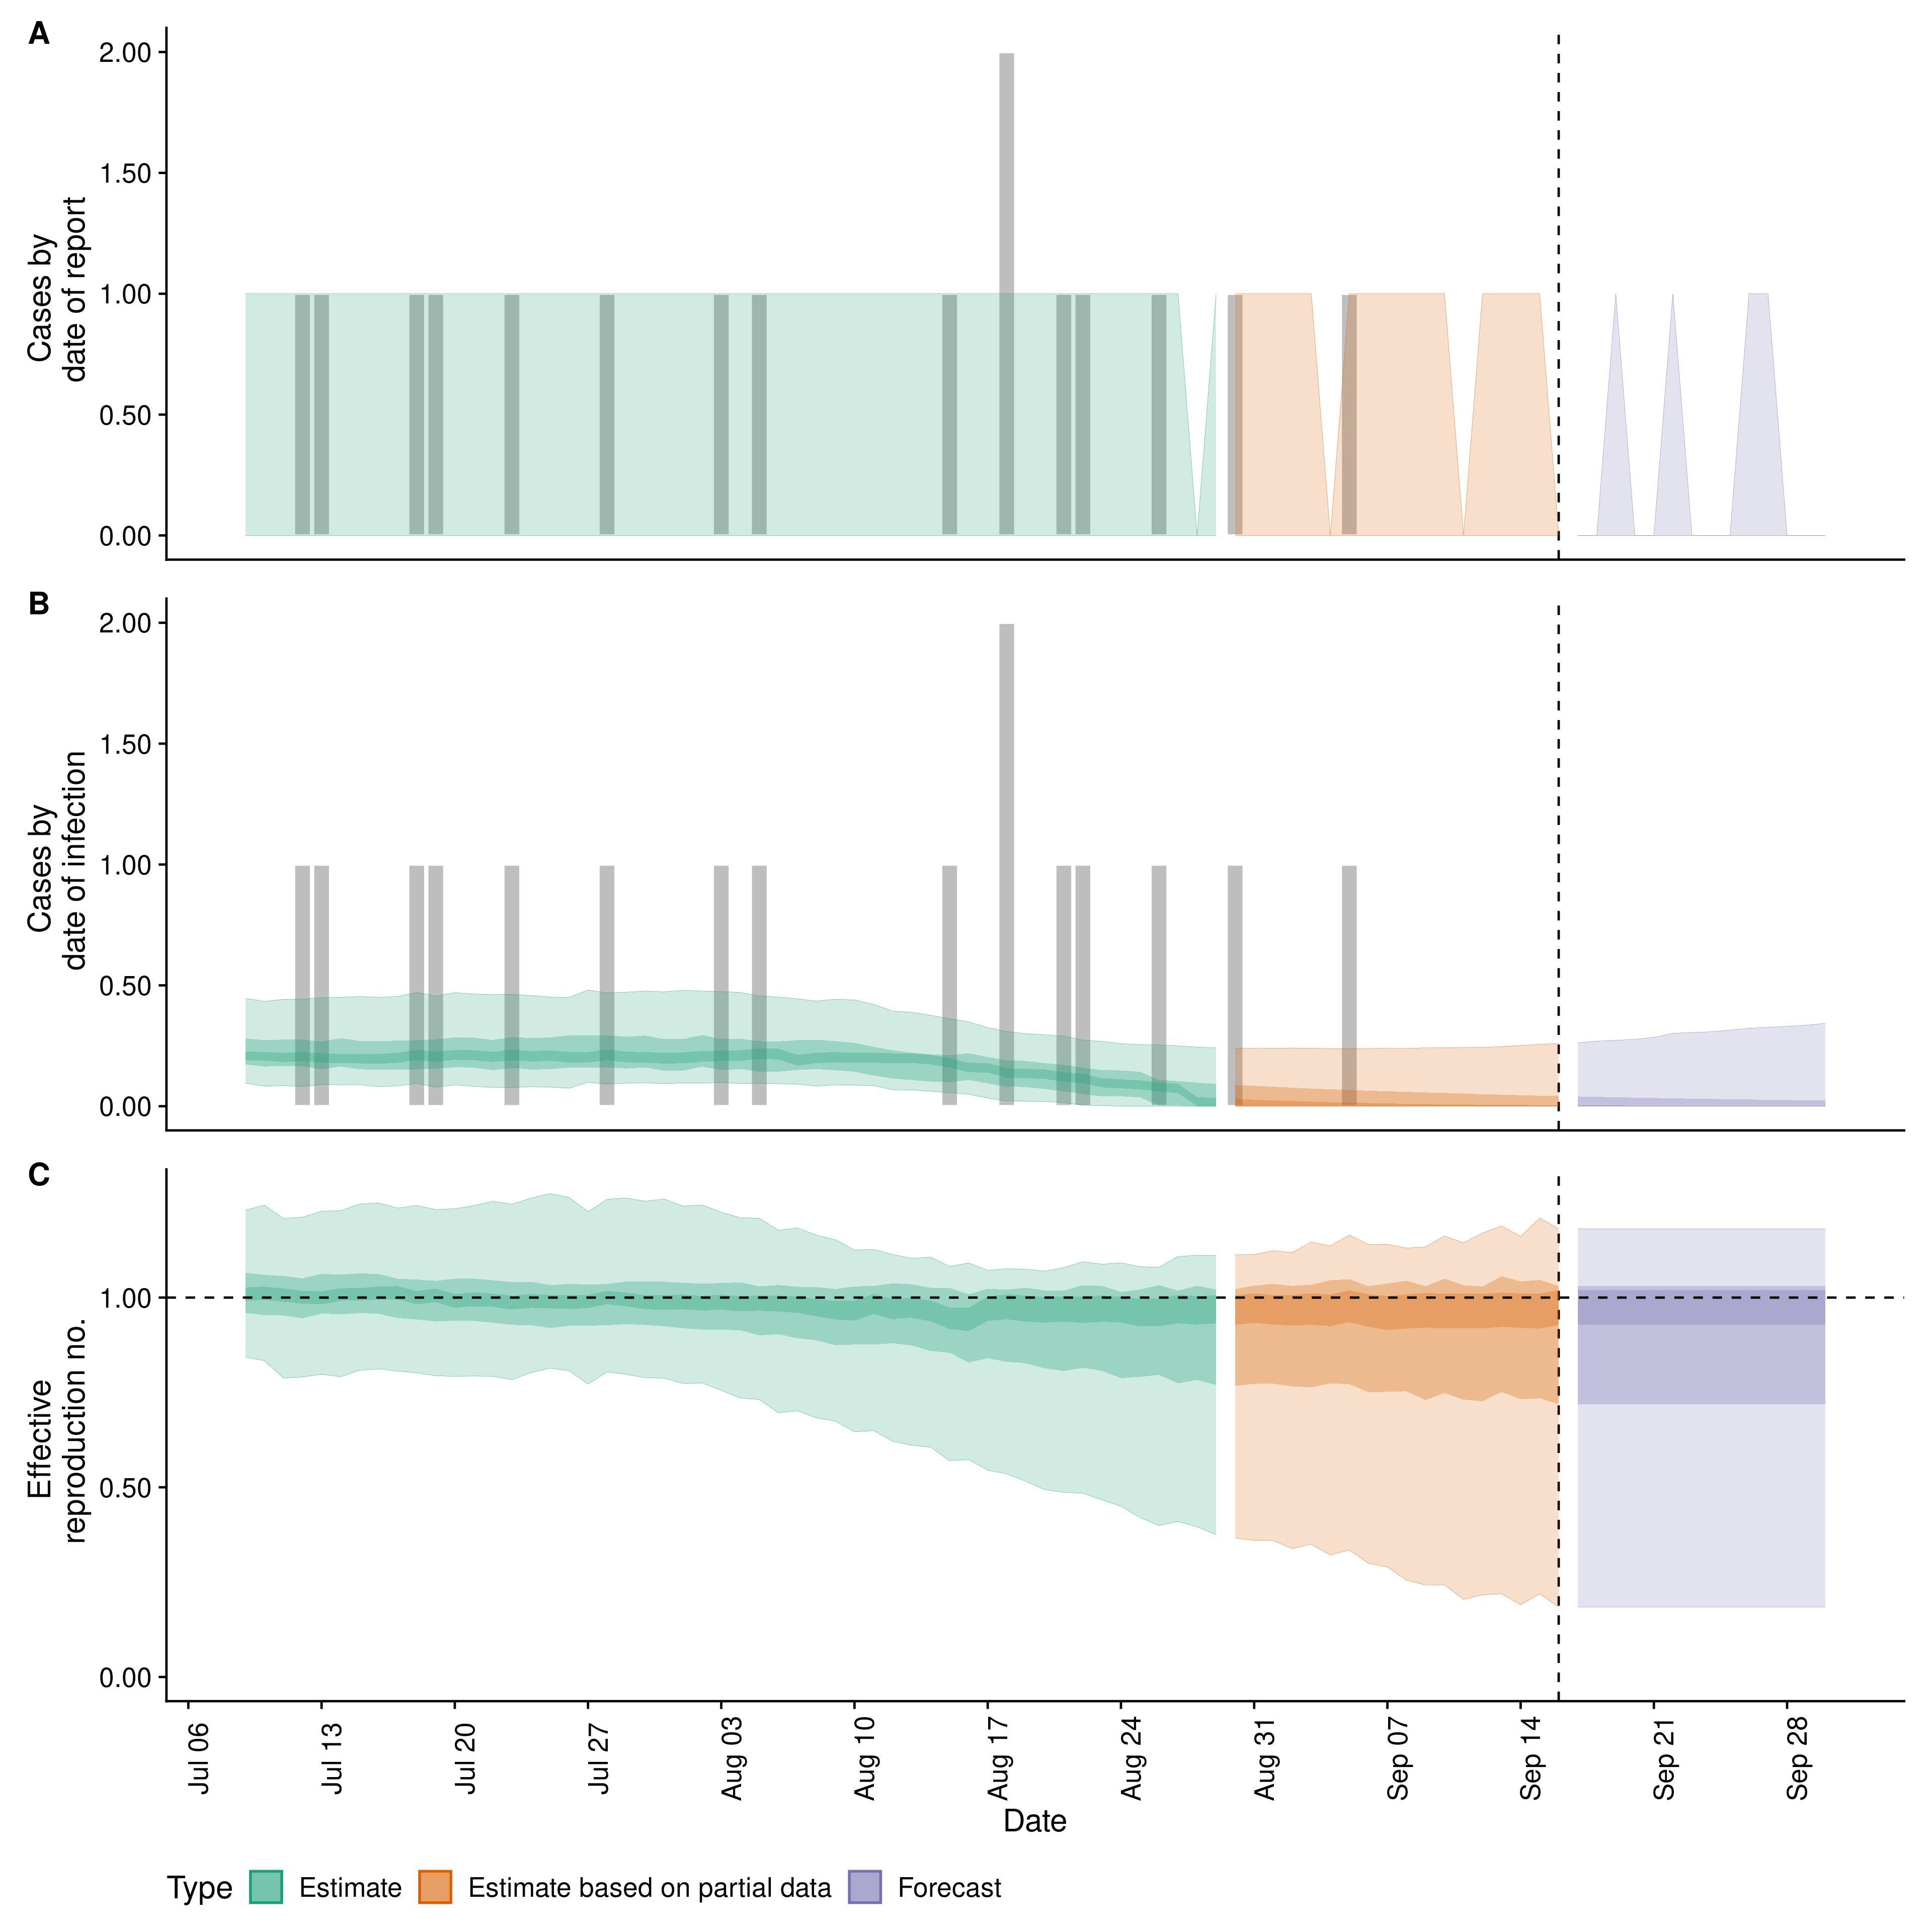 A
2.00
1.50
1.00
0.50
0.00
Cases by
date of report
B
2.00
1.50
1.00
0.50
0.00
Cases by
date of infection
C
1.00
0.50
0.00
Effective
reproduction no.
Jul 06
Jul 13
Jul 20
Jul 27
Aug 03
Aug 10
Aug 17
Aug 24
Aug 31
Sep 07
Sep 14
Sep 21
Sep 28
Date
Type Estimate Estimate based on partial data Forecast